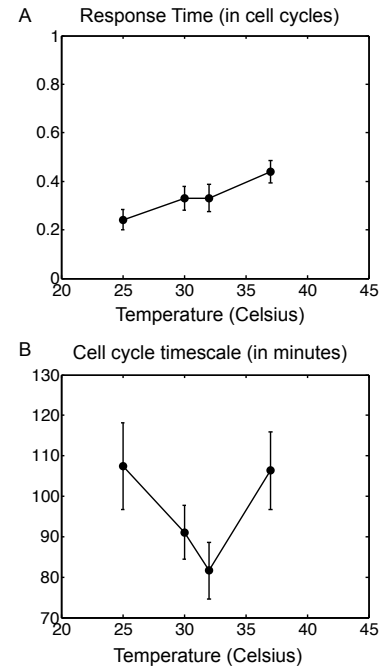 A Response Time (in cell cycles)
1
0.8
0.6
0.4
0.2
0
20 25 30 35 40 45
Temperature (Celsius)
B Cell cycle timescale (in minutes)
130
120
110
100
90
80
70
20 25 30 35 40 45
Temperature (Celsius)